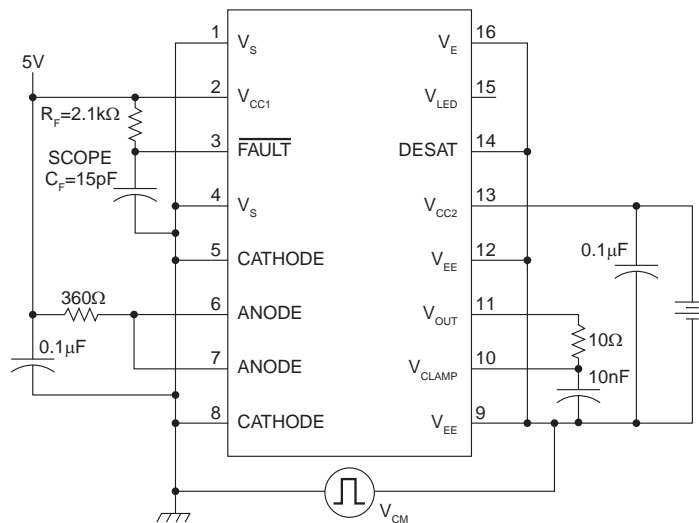 5V
R_F=2.1kΩ
SCOPE
C_F=15pF
360Ω
0.1µF
1 V_S
2 V_CC1
3 FAULT
4 V_S
5 CATHODE
6 ANODE
7 ANODE
8 CATHODE
V_E 16
V_LED 15
DESAT 14
V_CC2 13
V_EE 12
V_OUT 11
V_CLAMP 10
V_EE 9
0.1µF
10Ω
10nF
V_CM